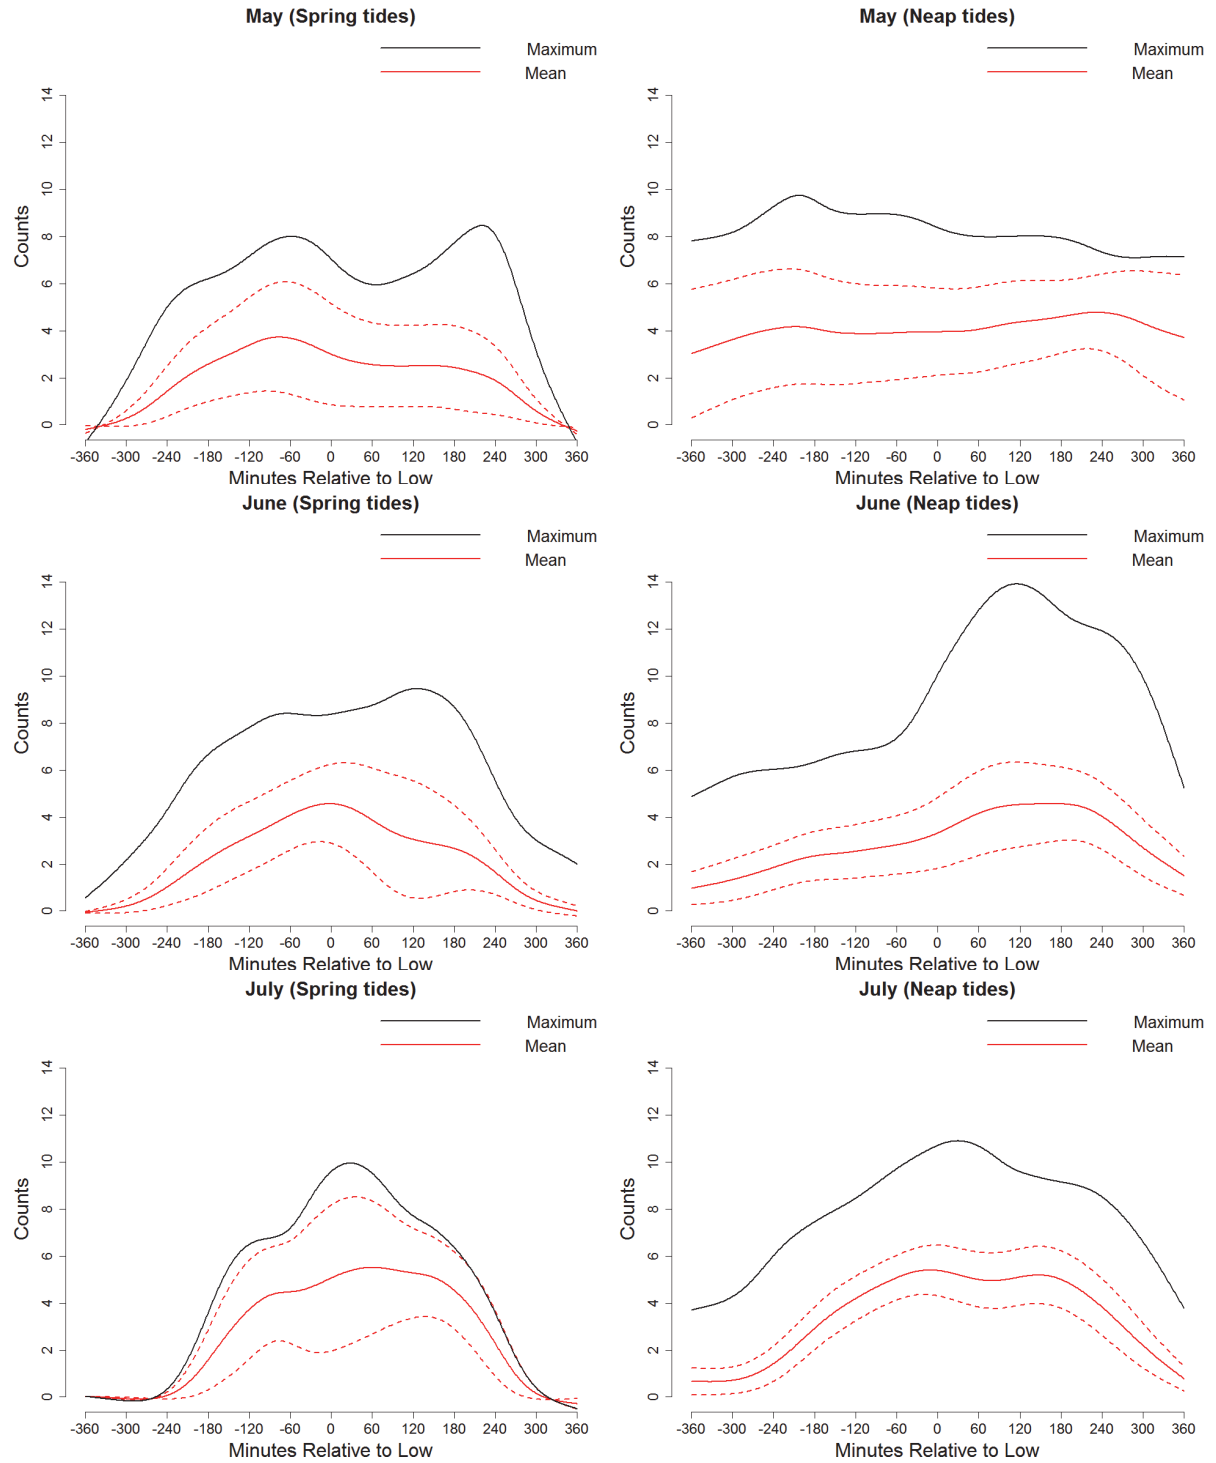 May (Spring tides)
Maximum
Mean
14
12
10
8
6
4
2
0
Counts
-360 -300 -240 -180 -120 -60 0 60 120 180 240 300 360
Minutes Relative to Low
May (Neap tides)
Maximum
Mean
14
12
10
8
6
4
2
0
Counts
-360 -300 -240 -180 -120 -60 0 60 120 180 240 300 360
Minutes Relative to Low
June (Spring tides)
Maximum
Mean
14
12
10
8
6
4
2
0
Counts
-360 -300 -240 -180 -120 -60 0 60 120 180 240 300 360
Minutes Relative to Low
June (Neap tides)
Maximum
Mean
14
12
10
8
6
4
2
0
Counts
-360 -300 -240 -180 -120 -60 0 60 120 180 240 300 360
Minutes Relative to Low
July (Spring tides)
Maximum
Mean
14
12
10
8
6
4
2
0
Counts
-360 -300 -240 -180 -120 -60 0 60 120 180 240 300 360
Minutes Relative to Low
July (Neap tides)
Maximum
Mean
14
12
10
8
6
4
2
0
Counts
-360 -300 -240 -180 -120 -60 0 60 120 180 240 300 360
Minutes Relative to Low